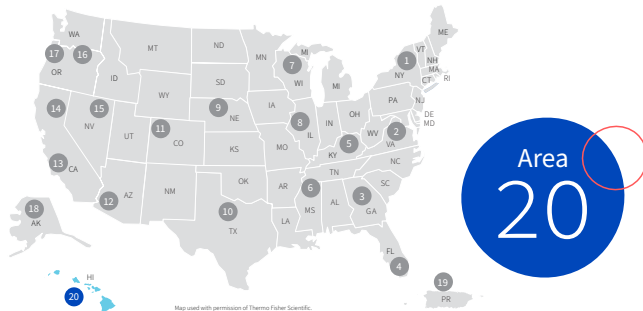 WA
MT
ND
MN
MI
VT
ME
NH
MA
RI
CT
NY
17
16
1
OR
ID
WY
SD
WI
7
MI
PA
NJ
DE
MD
14
15
9
NE
IA
8
IL
IN
OH
WV
2
VA
NV
UT
11
CO
KS
MO
5
KY
NC
13
CA
12
AZ
NM
OK
AR
6
TN
SC
10
TX
LA
MS
AL
3
GA
18
AK
FL
4
HI
20
19
PR
Area
20
Map used with permission of Thermo Fisher Scientific.